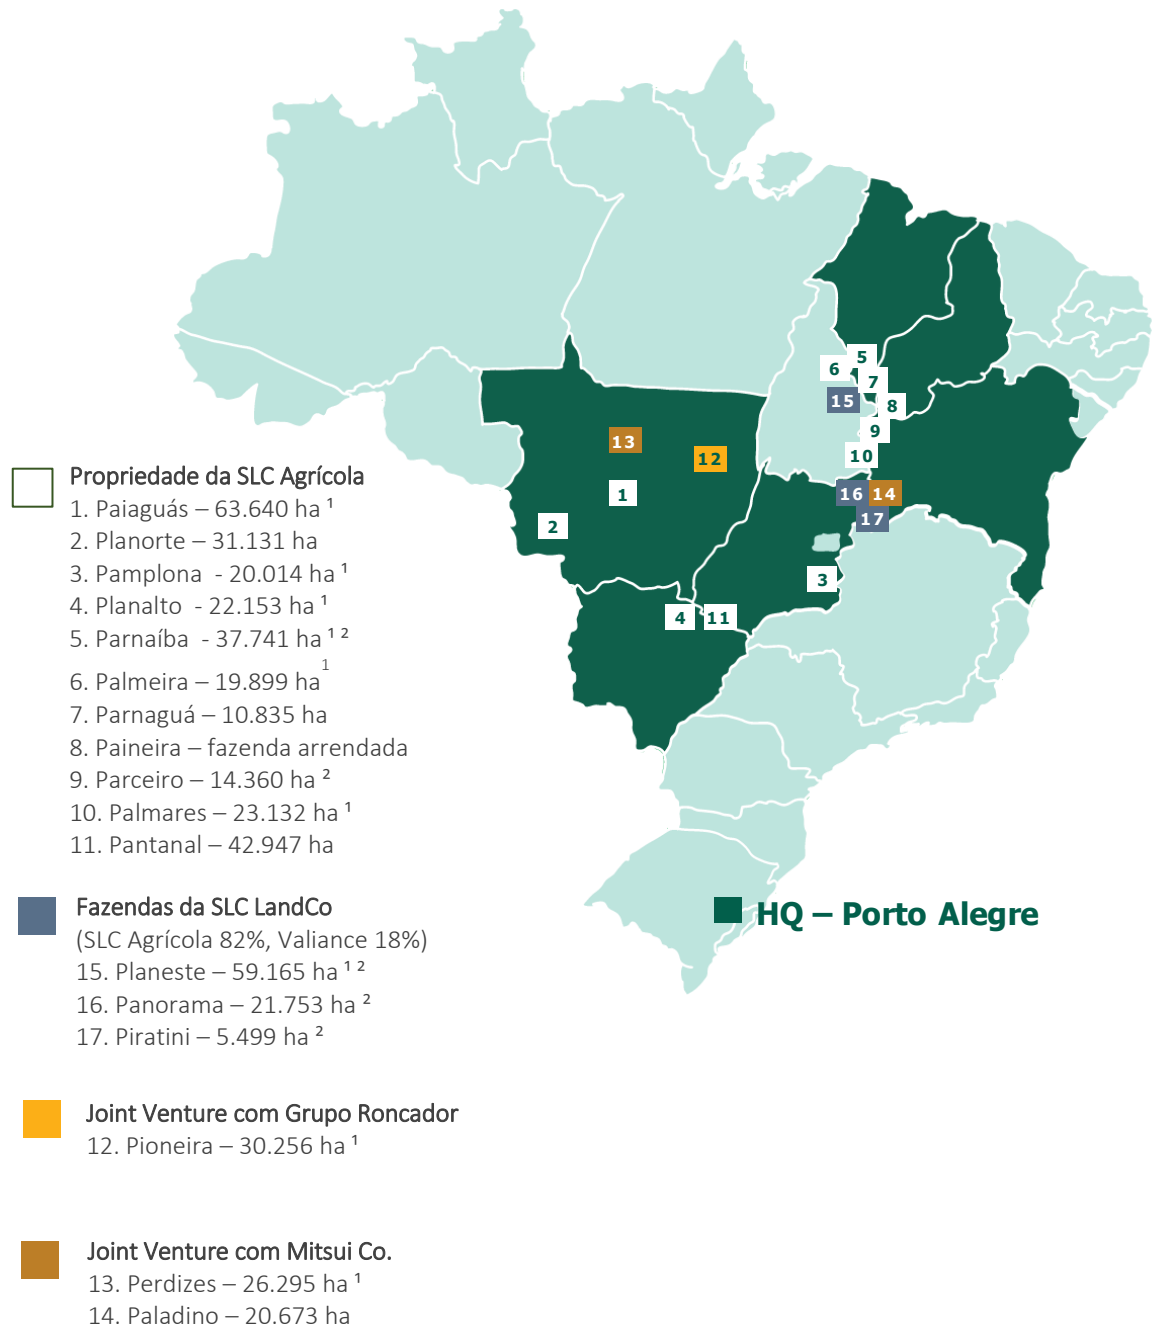 5
6
7
15
8
9
13
12
10
1
16
14
2
17
3
4
11
HQ – Porto Alegre
Propriedade da SLC Agrícola
1. Paiaguás – 63.640 ha ¹
2. Planorte – 31.131 ha
3. Pamplona - 20.014 ha ¹
4. Planalto - 22.153 ha ¹
5. Parnaíba - 37.741 ha ¹ ²
6. Palmeira – 19.899 ha ¹
7. Parnaguá – 10.835 ha
8. Paineira – fazenda arrendada
9. Parceiro – 14.360 ha ²
10. Palmares – 23.132 ha ¹
11. Pantanal – 42.947 ha
Fazendas da SLC LandCo
(SLC Agrícola 82%, Valiance 18%)
15. Planeste – 59.165 ha ¹ ²
16. Panorama – 21.753 ha ²
17. Piratini – 5.499 ha ²
Joint Venture com Grupo Roncador
12. Pioneira – 30.256 ha ¹
Joint Venture com Mitsui Co.
13. Perdizes – 26.295 ha ¹
14. Paladino – 20.673 ha